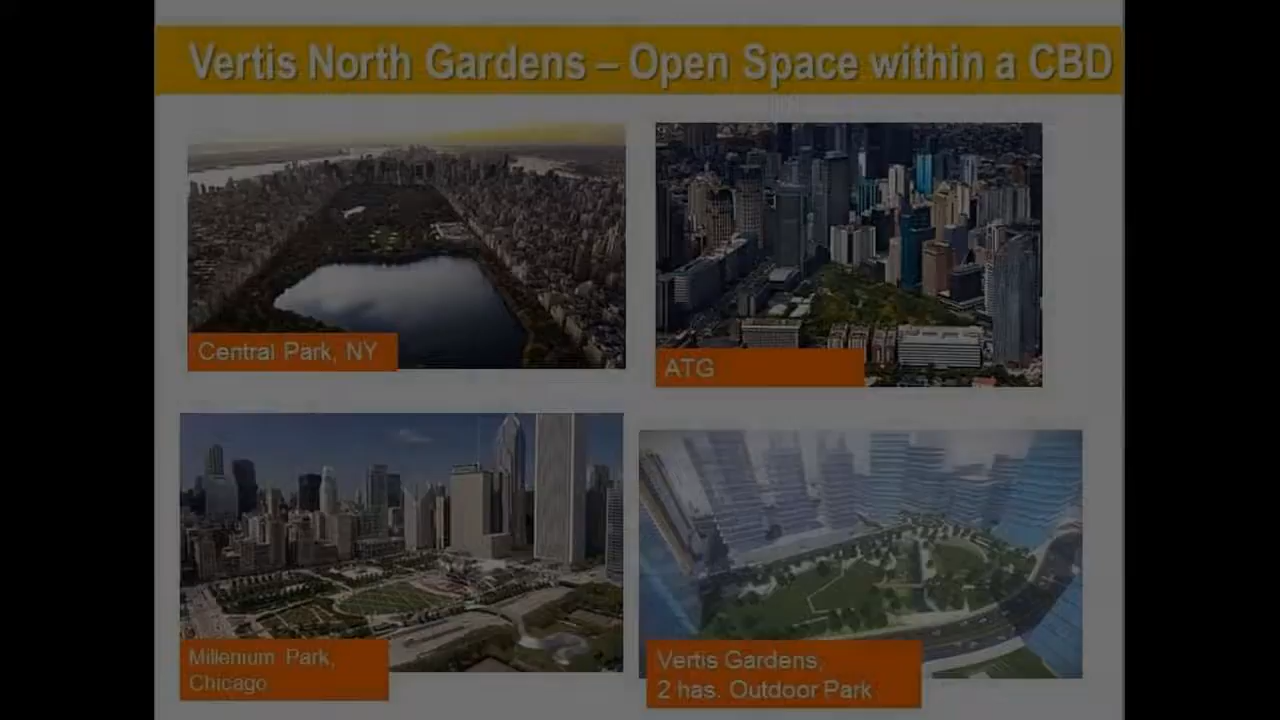 Vertis North Gardens – Open Space within a CBD
Central Park, NY
ATG
Millenium Park,
Chicago
Vertis Gardens,
2 has. Outdoor Park